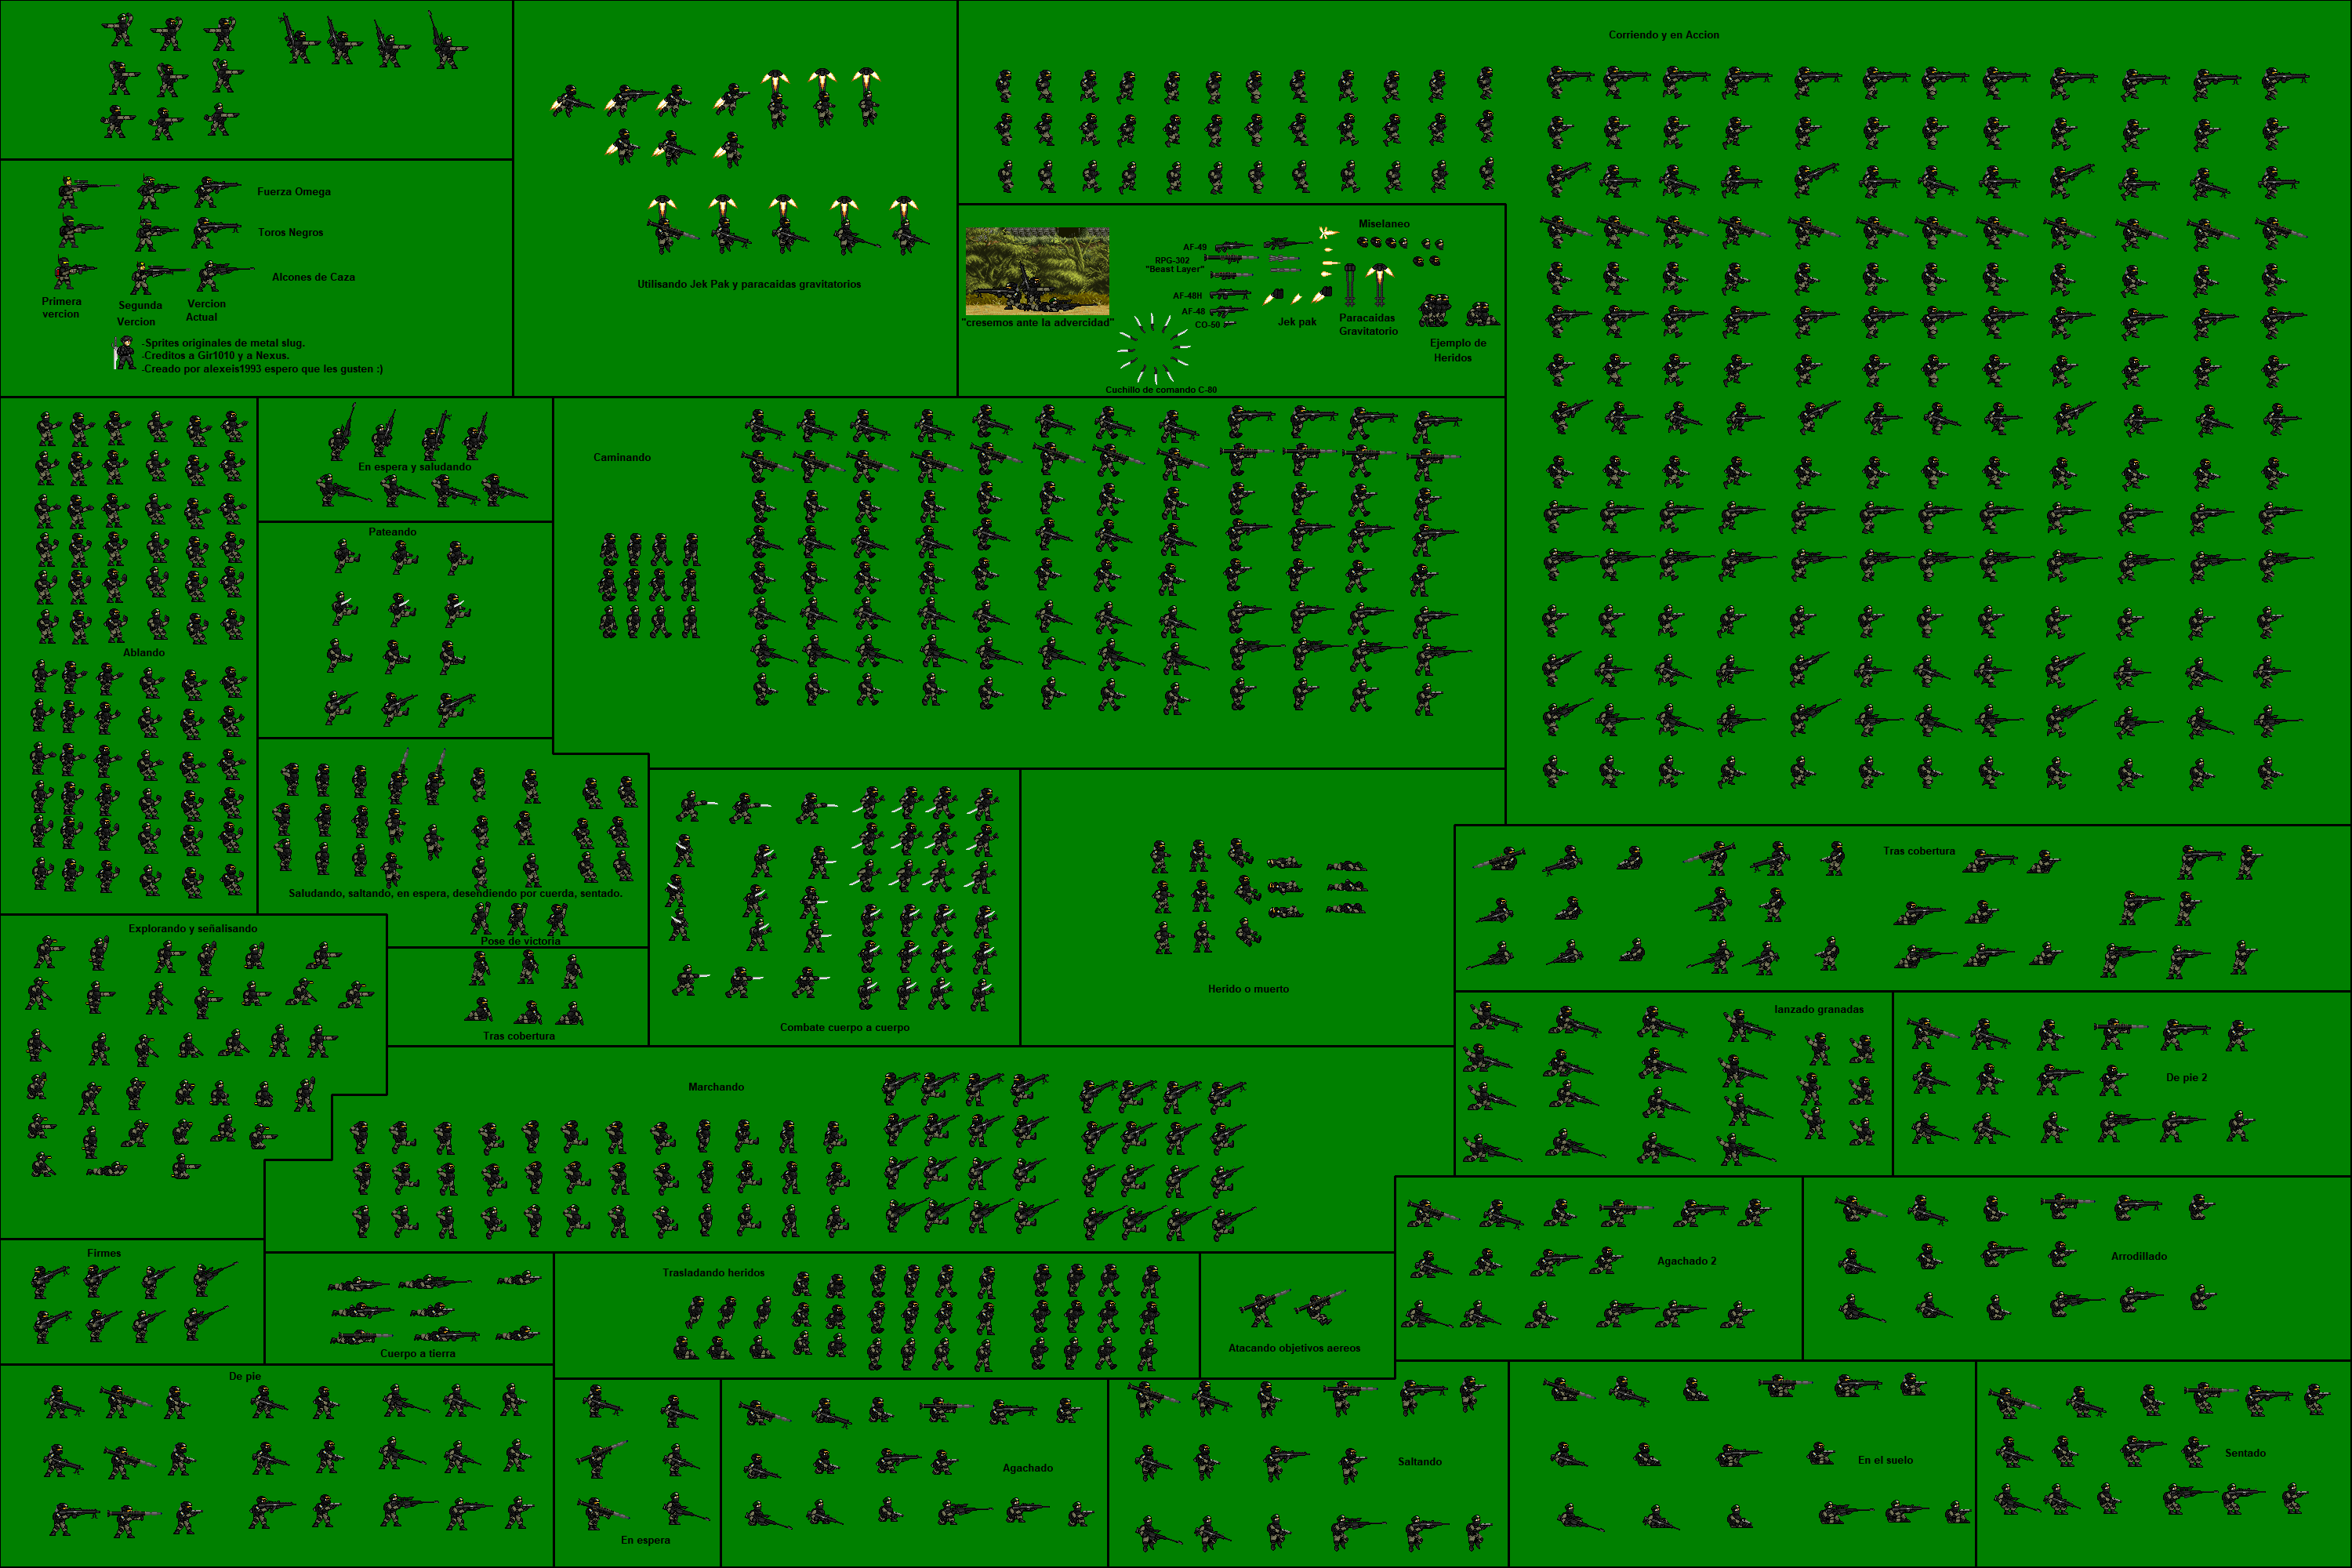 Corriendo y en Accion
Fuerza Omega
Toros Negros
Alcones de Caza
Primera
vercion
Segunda
Vercion
Vercion
Actual
-Sprites originales de metal slug.
-Creditos a Gir1010 y a Nexus.
-Creado por alexeis1993 espero que les gusten :)
Utilisando Jek Pak y paracaidas gravitatorios
Miselaneo
AF-49
RPG-302
"Beast Layer"
AF-48H
AF-48
CO-50
"cresemos ante la advercidad"
Jek pak
Paracaidas
Gravitatorio
Ejemplo de
Heridos
Cuchillo de comando C-80
En espera y saludando
Caminando
Pateando
Ablando
Saludando, saltando, en espera, desendiendo por cuerda, sentado.
Pose de victoria
Tras cobertura
Explorando y señalisando
Tras cobertura
Combate cuerpo a cuerpo
Herido o muerto
lanzado granadas
De pie 2
Marchando
Firmes
Cuerpo a tierra
Trasladando heridos
Atacando objetivos aereos
Agachado 2
Arrodillado
De pie
En espera
Agachado
Saltando
En el suelo
Sentado